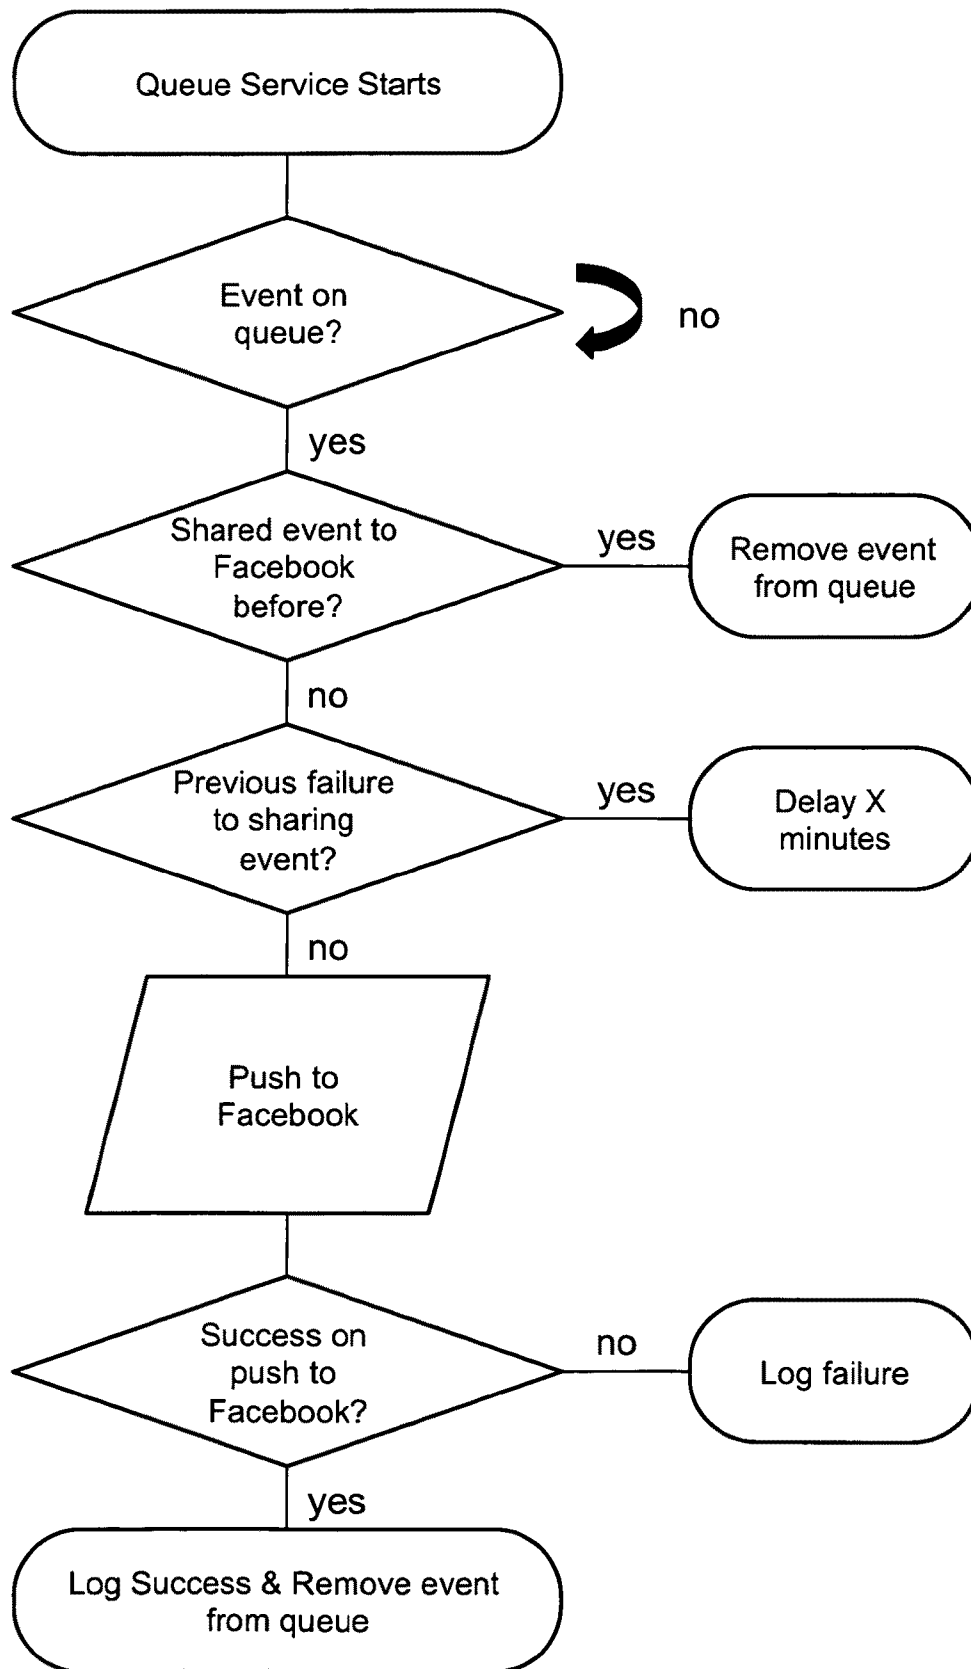 Queue Service Starts
Event on
queue?
no
yes
Shared event to
Facebook
before?
yes
Remove event
from queue
no
Previous failure
to sharing
event?
yes
Delay X
minutes
no
Push to
Facebook
Success on
push to
Facebook?
no
Log failure
yes
Log Success & Remove event
from queue